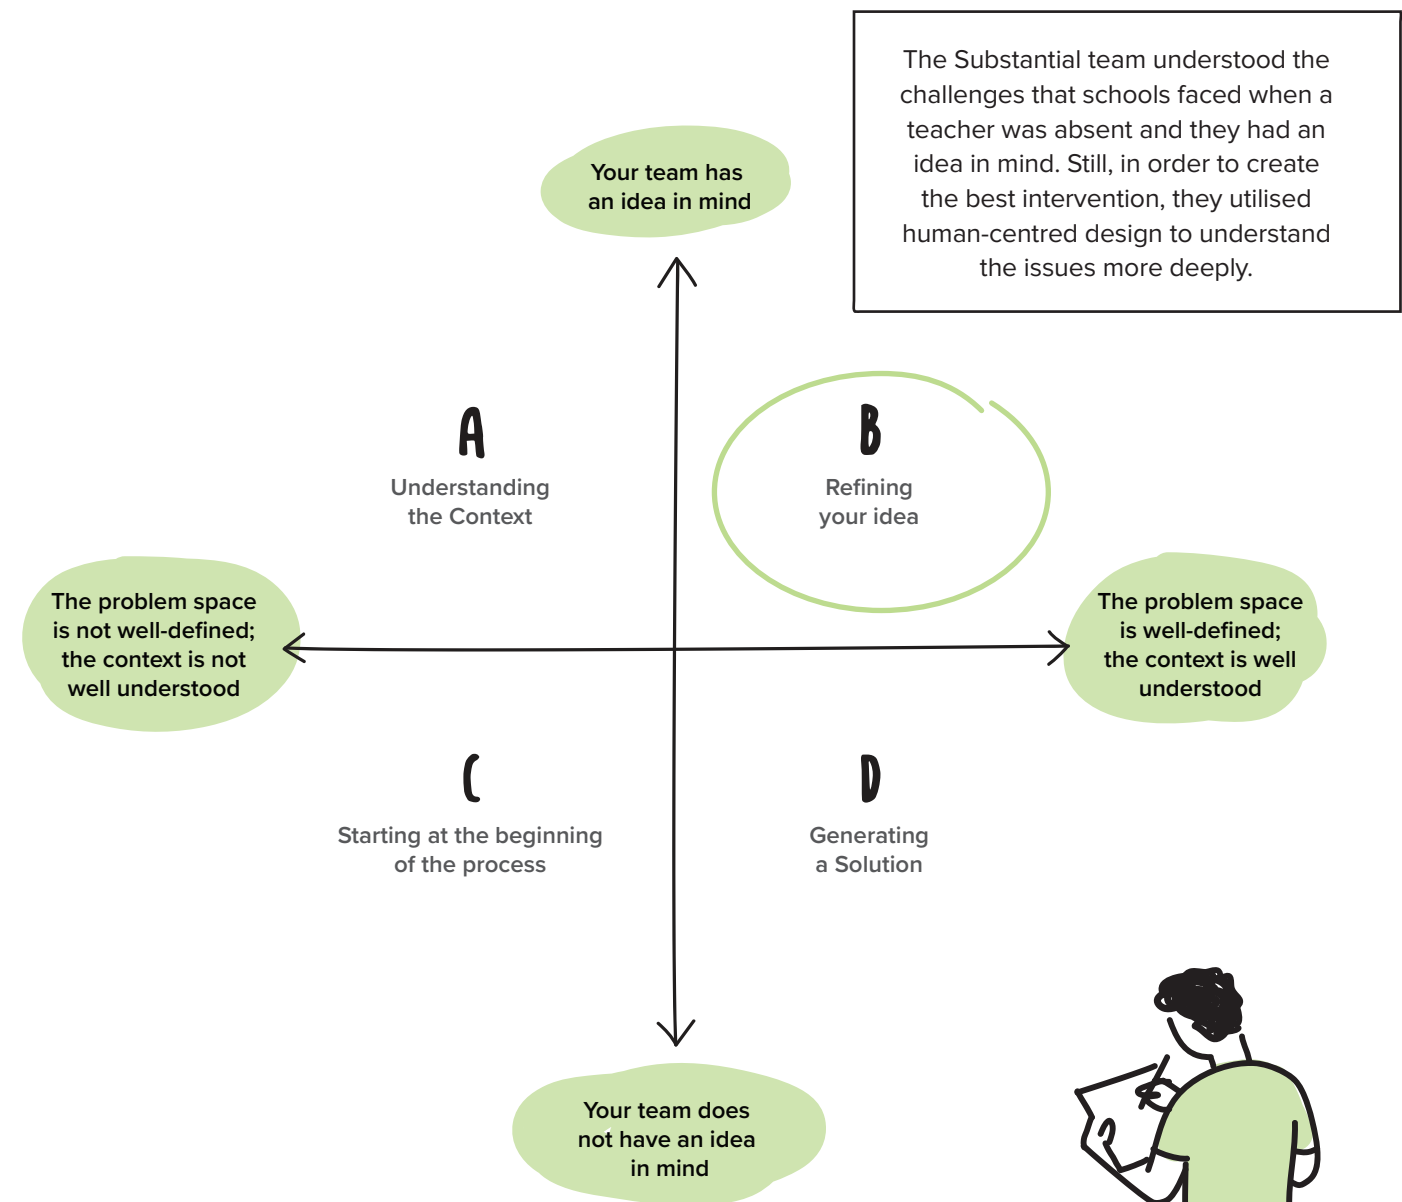 The Substantial team understood the
challenges that schools faced when a
teacher was absent and they had an
idea in mind. Still, in order to create
the best intervention, they utilised
human-centred design to understand
the issues more deeply.
Your team has
an idea in mind
A
Understanding
the Context
B
Refining
your idea
The problem space
is not well-defined;
the context is not
well understood
The problem space
is well-defined;
the context is well
understood
C
Starting at the beginning
of the process
D
Generating
a Solution
Your team does
not have an idea
in mind